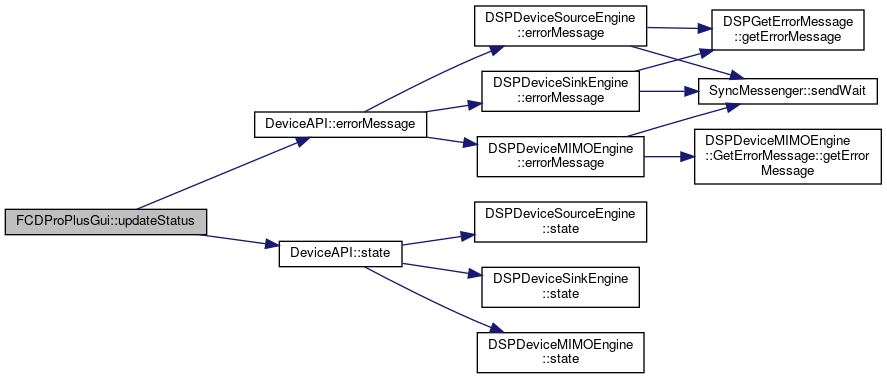 FCDProPlusGui::updateStatus
DeviceAPI::errorMessage
DeviceAPI::state
DSPDeviceSourceEngine
::errorMessage
DSPDeviceSinkEngine
::errorMessage
DSPDeviceMIMOEngine
::errorMessage
DSPDeviceSourceEngine
::state
DSPDeviceSinkEngine
::state
DSPDeviceMIMOEngine
::state
DSPGetErrorMessage
::getErrorMessage
SyncMessenger::sendWait
DSPDeviceMIMOEngine
::GetErrorMessage::getError
Message